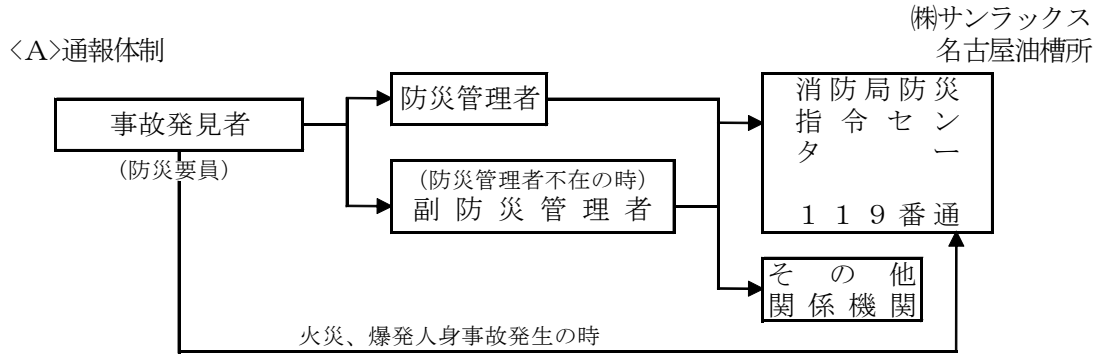 ㈱サンラックス
<A>通報体制
名古屋油槽所
防災管理者
消防局防災
指令セン
ター
事故発見者
(防災要員)
(防災管理者不在の時)
副防災管理者
119番通
その他
関係機関
火災、爆発人身事故発生の時